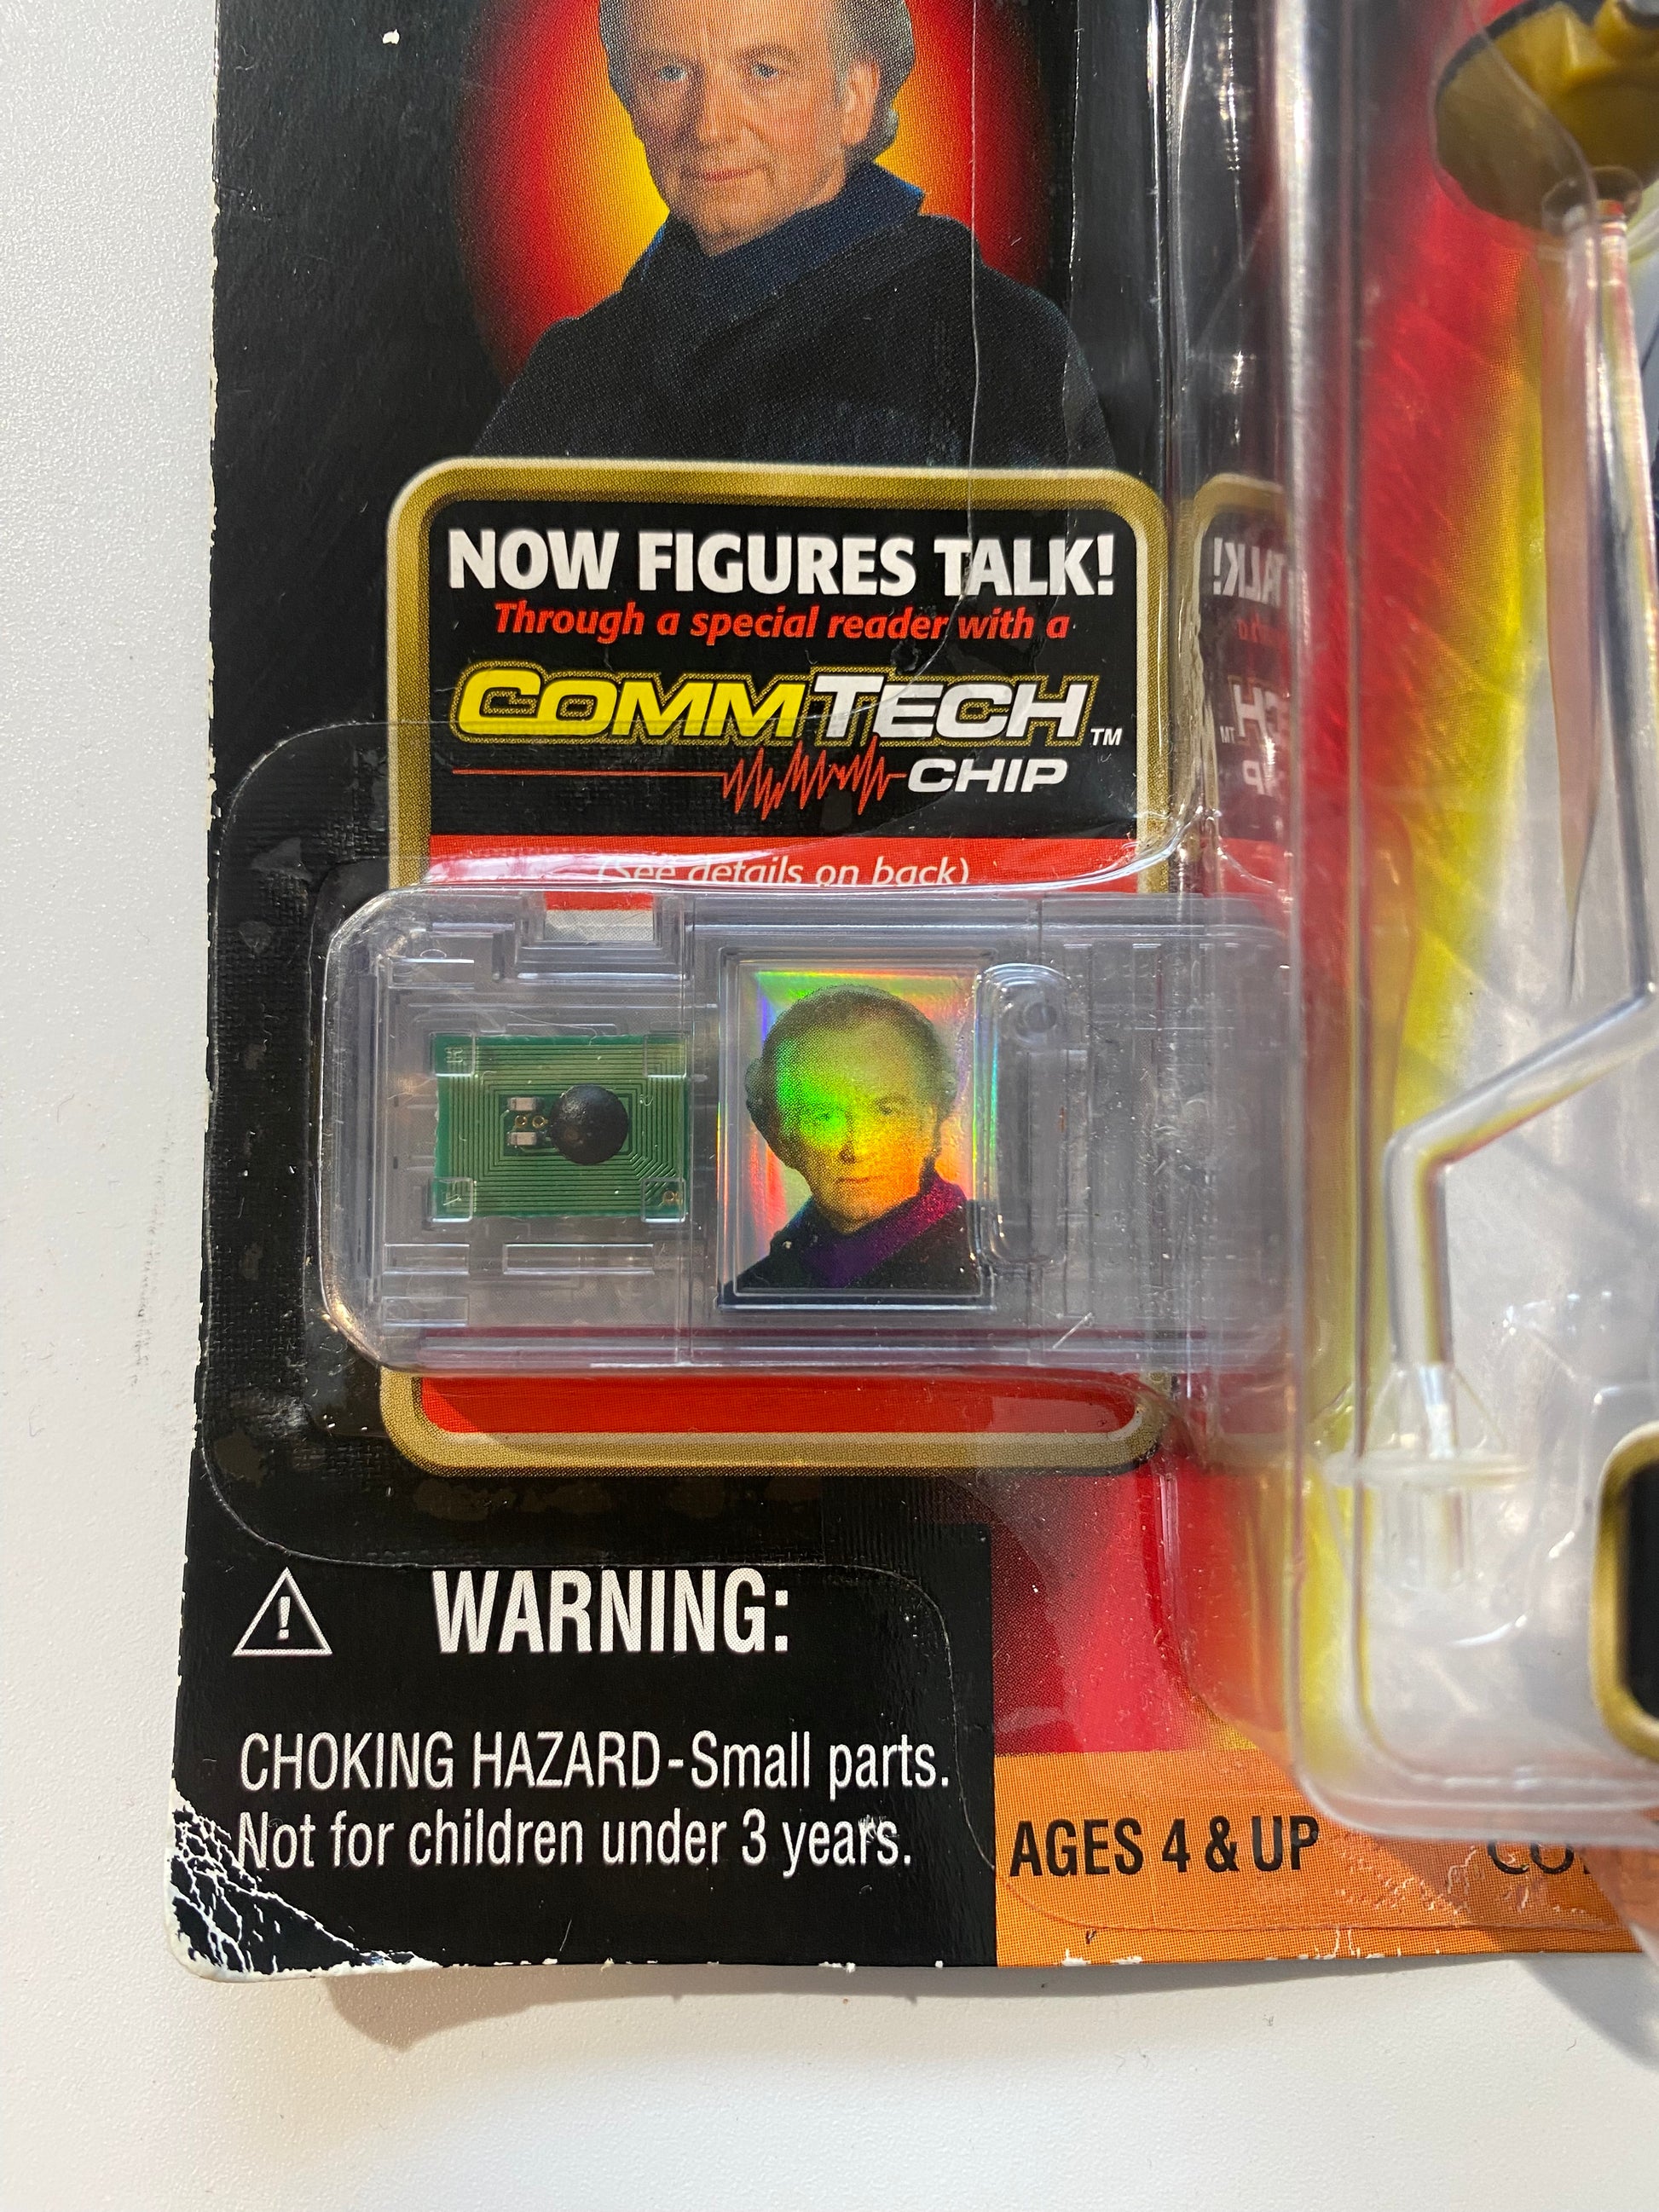 NOW FIGURES TALK!
Through a special reader with a
COMMTECH™
CHIP
(See details on back)
WARNING:
CHOKING HAZARD-Small parts.
Not for children under 3 years.
AGES 4 & UP